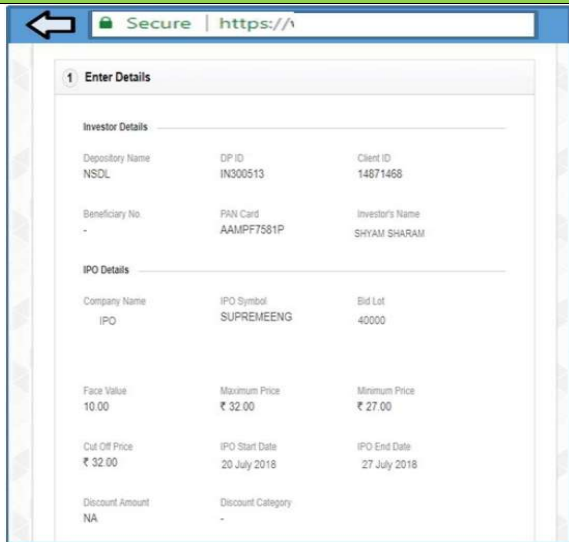 Secure | https://
1 Enter Details
Investor Details
Depository Name DP ID Client ID
NSDL IN300513 14871468
Beneficiary No. PAN Card Investor's Name
- AAMPF7581P SHYAM SHARAM
IPO Details
Company Name IPO Symbol Bid Lot
IPO SUPREMEENG 40000
Face Value Maximum Price Minimum Price
10.00 ₹ 32.00 ₹ 27.00
Cut Off Price IPO Start Date IPO End Date
₹ 32.00 20 July 2018 27 July 2018
Discount Amount Discount Category
NA -